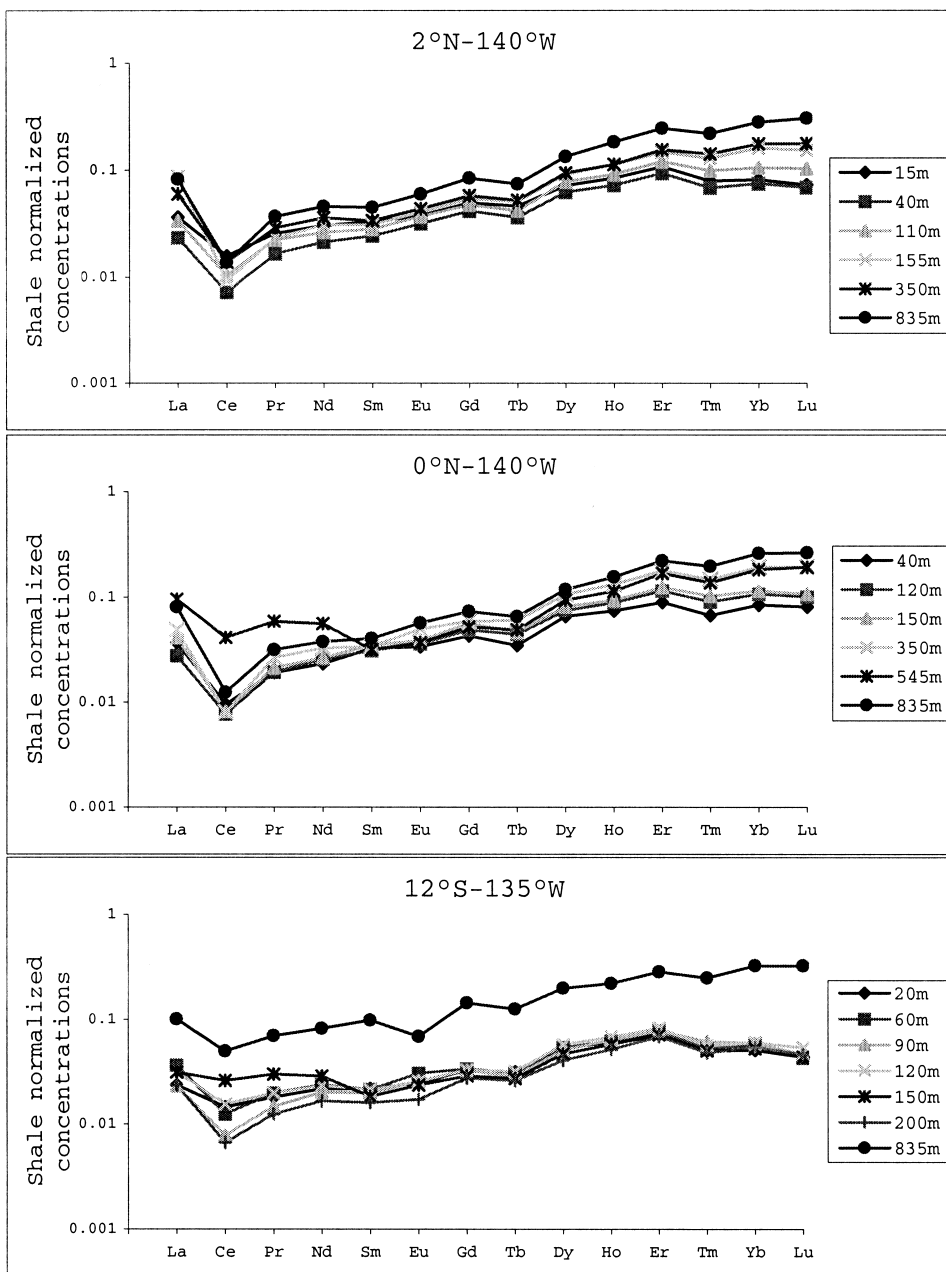 2°N-140°W
Shale normalized
concentrations
1
0.1
0.01
0.001
La Ce Pr Nd Sm Eu Gd Tb Dy Ho Er Tm Yb Lu
15m
40m
110m
155m
350m
835m
0°N-140°W
Shale normalized
concentrations
1
0.1
0.01
0.001
La Ce Pr Nd Sm Eu Gd Tb Dy Ho Er Tm Yb Lu
40m
120m
150m
350m
545m
835m
12°S-135°W
Shale normalized
concentrations
1
0.1
0.01
0.001
La Ce Pr Nd Sm Eu Gd Tb Dy Ho Er Tm Yb Lu
20m
60m
90m
120m
150m
200m
835m